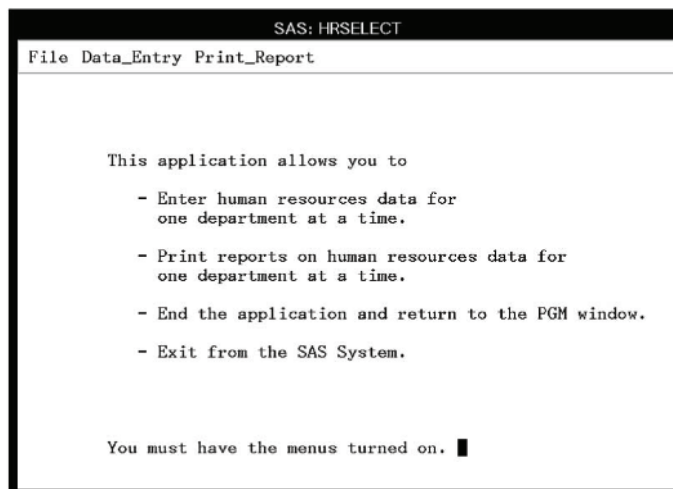 SAS: HRSELECT
File Data_Entry Print_Report
This application allows you to
- Enter human resources data for
one department at a time.
- Print reports on human resources data for
one department at a time.
- End the application and return to the PGM window.
- Exit from the SAS System.
You must have the menus turned on.